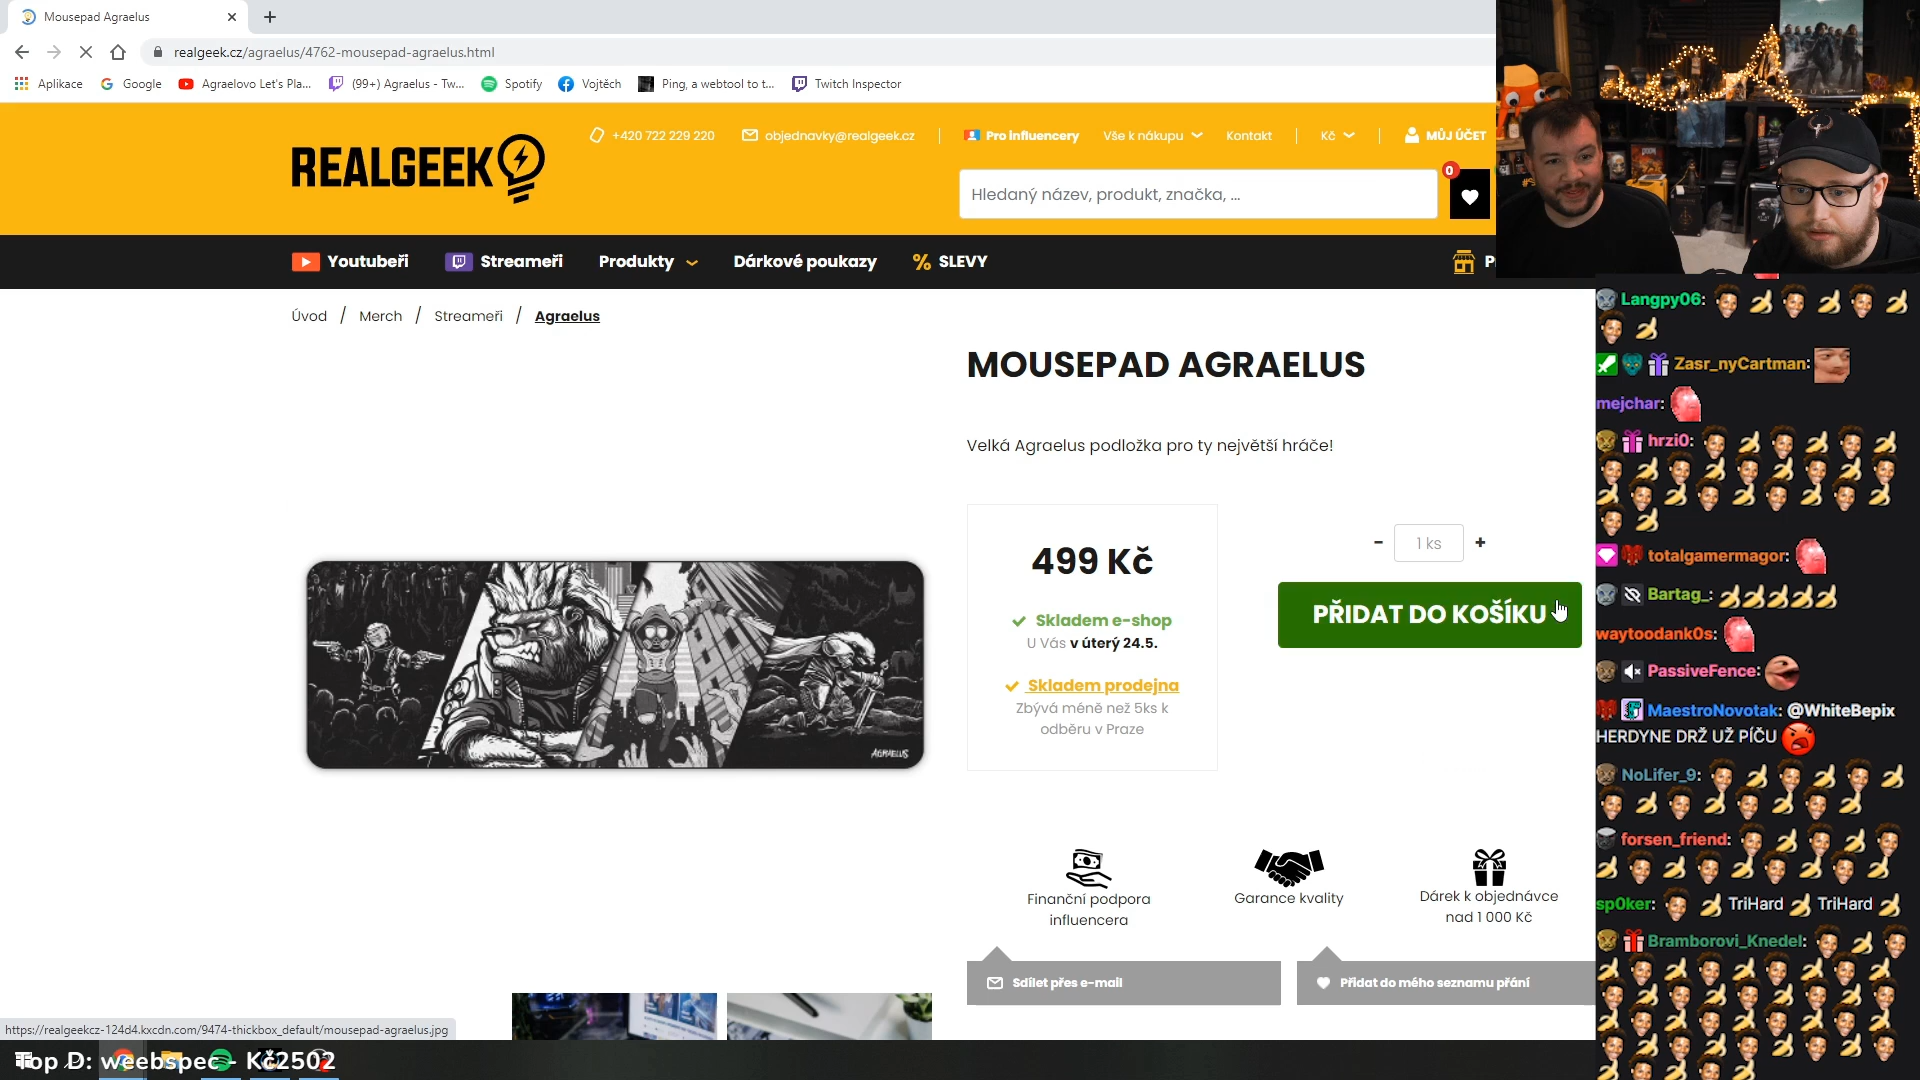 Mousepad Agraelus
realgeek.cz/agraelus/4762-mousepad-agraelus.html
Aplikace
Google
Agraelovo Let's Pla...
(99+) Agraelus - Tw...
Spotify
Vojtěch
Ping, a webtool to t...
Twitch Inspector
REALGEEK
+420 722 229 220
objednavky@realgeek.cz
Pro influencery
Vše k nákupu
Kontakt
Kč
MŮJ ÚČET
Hledaný název, produkt, značka, ...
0
Youtubeři
Streameři
Produkty
Dárkové poukazy
% SLEVY
Úvod / Merch / Streameři / Agraelus
MOUSEPAD AGRAELUS
Velká Agraelus podložka pro ty největší hráče!
499 Kč
Skladem e-shop
U Vás v úterý 24.5.
Skladem prodejna
Zbývá méně než 5ks k
odběru v Praze
- 1 ks +
PŘIDAT DO KOŠÍKU
AGRAELUS
Finanční podpora
influencera
Garance kvality
Dárek k objednávce
nad 1 000 Kč
Sdílet přes e-mail
Přidat do mého seznamu přání
https://realgeekcz-124d4.kxcdn.com/9474-thickbox_default/mousepad-agraelus.jpg
Top D: weebspec - Kč2502
Langpy06:
Zasr_nyCartman:
mejchar:
hrzi0:
totalgamermagor:
Bartag_:
waytoodank0s:
PassiveFence:
MaestroNovotak: @WhiteBepix
HERDYNE DRŽ UŽ PÍČU
NoLifer_9:
forsen_friend:
sp0ker: TriHard TriHard
Bramborovi_Knedel: